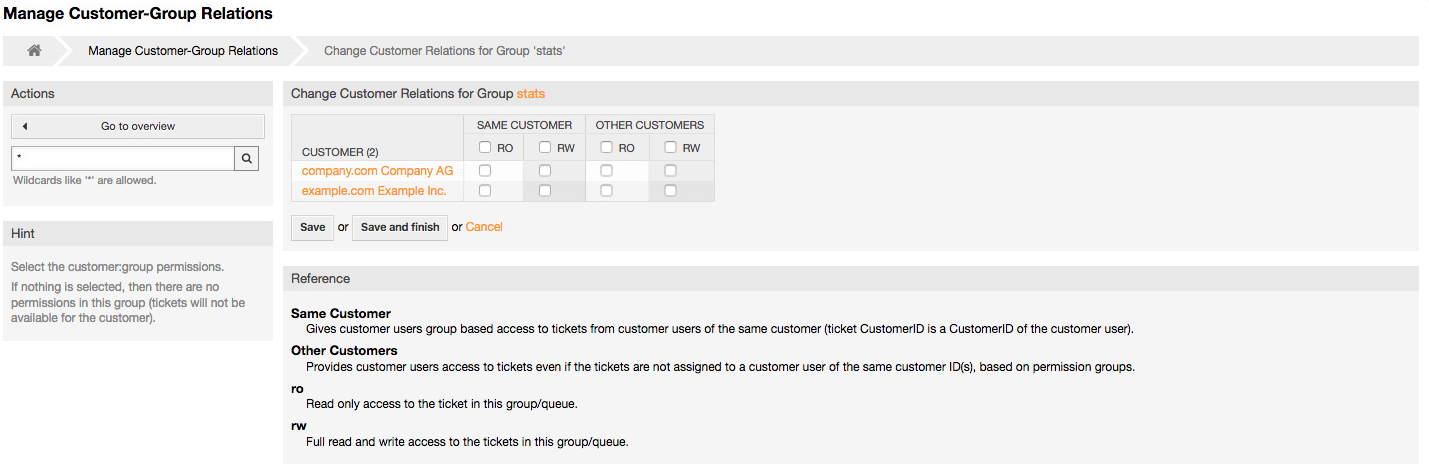 Manage Customer-Group Relations
Manage Customer-Group Relations
Change Customer Relations for Group 'stats'
Actions
Go to overview
*
Wildcards like '*' are allowed.
Hint
Select the customer:group permissions.
If nothing is selected, then there are no
permissions in this group (tickets will not be
available for the customer).
Change Customer Relations for Group stats
SAME CUSTOMER OTHER CUSTOMERS
CUSTOMER (2) RO RW RO RW
company.com Company AG
example.com Example Inc.
Save or Save and finish or Cancel
Reference
Same Customer
Gives customer users group based access to tickets from customer users of the same customer (ticket CustomerID is a CustomerID of the customer user).
Other Customers
Provides customer users access to tickets even if the tickets are not assigned to a customer user of the same customer ID(s), based on permission groups.
ro
Read only access to the ticket in this group/queue.
rw
Full read and write access to the tickets in this group/queue.